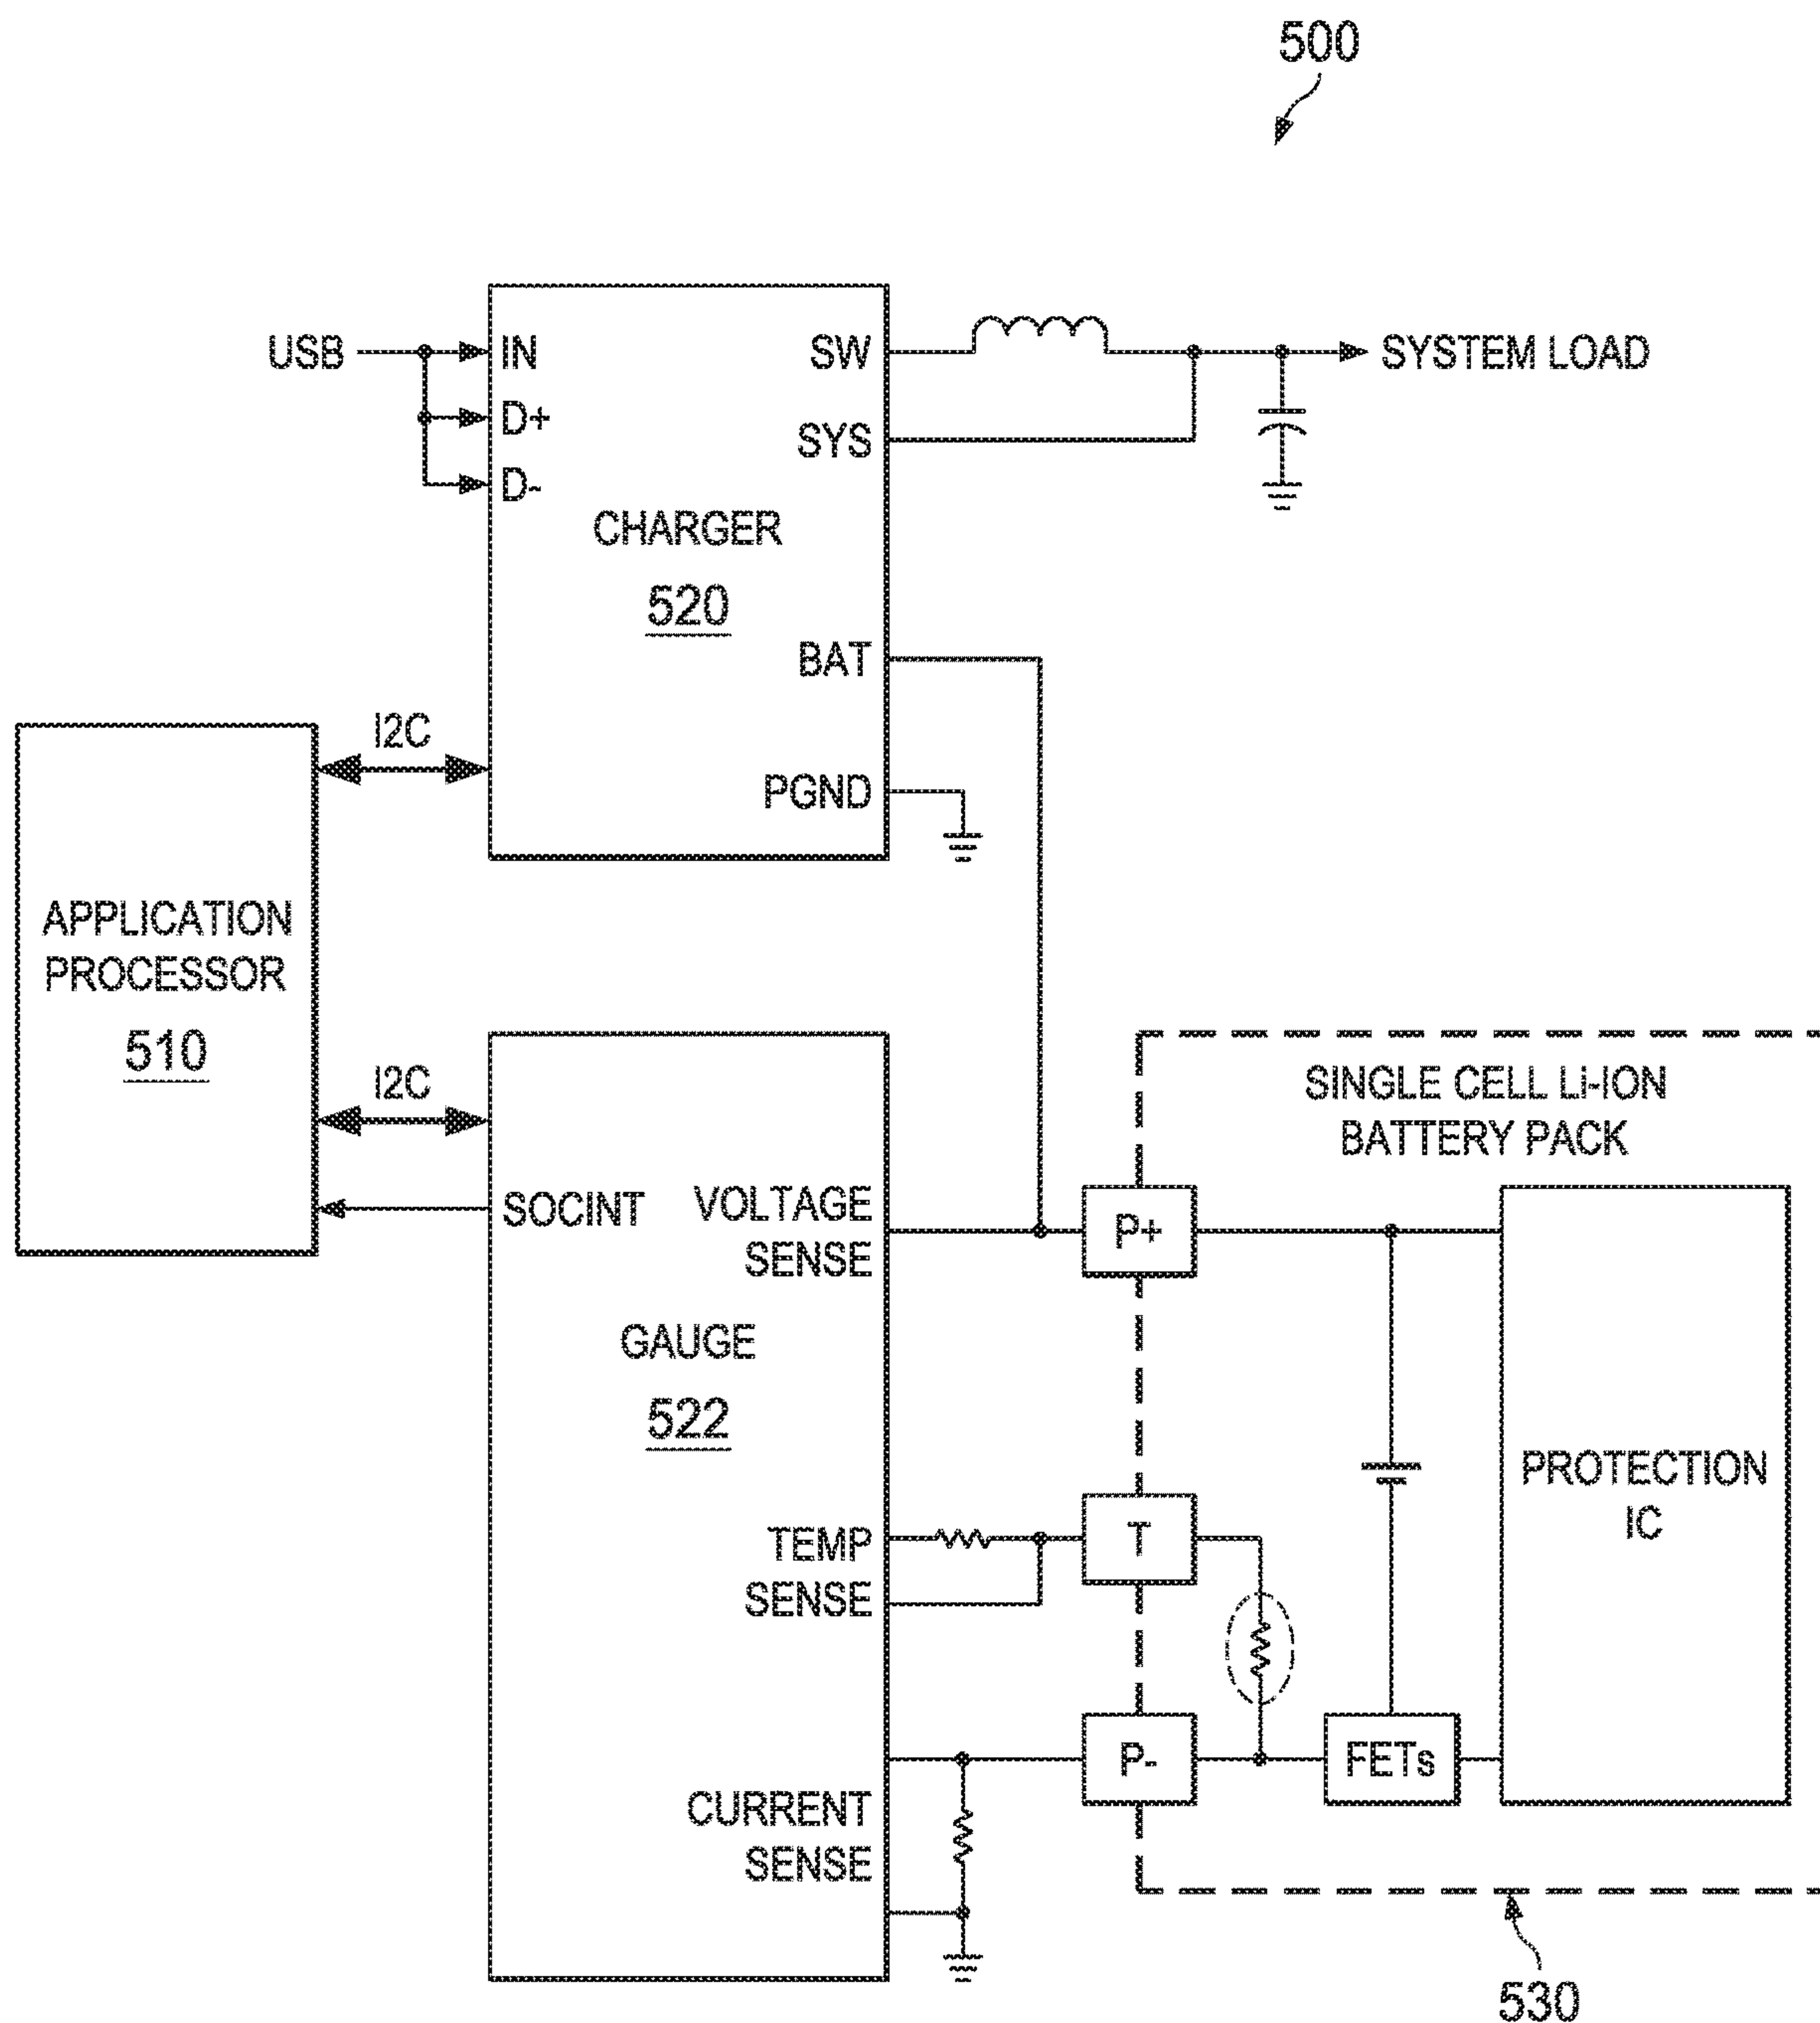 500
USB
IN
D+
D-
SW
SYS
SYSTEM LOAD
CHARGER
520
BAT
PGND
I2C
APPLICATION
PROCESSOR
510
I2C
SOCINT
VOLTAGE
SENSE
GAUGE
522
TEMP
SENSE
CURRENT
SENSE
SINGLE CELL Li-ION
BATTERY PACK
P+
T
P-
FETs
PROTECTION
IC
530